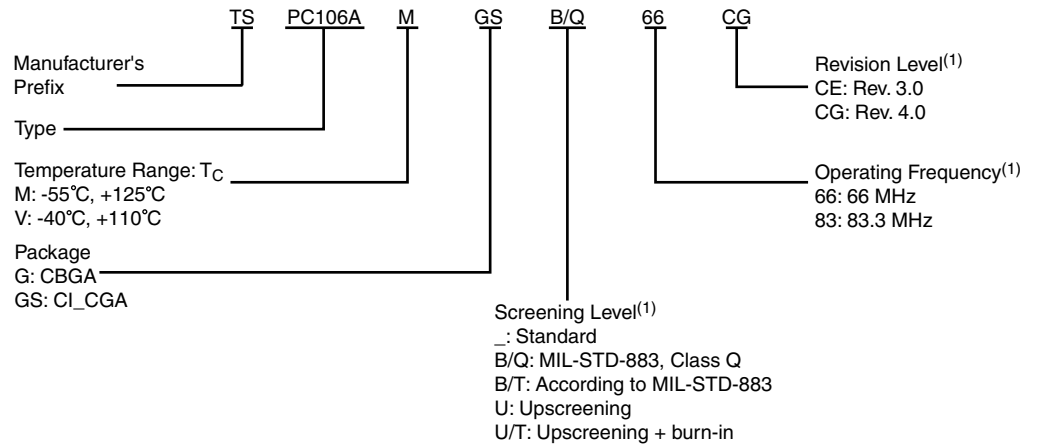 TS PC106A M GS B/Q 66 CG
Manufacturer's
Prefix
Type
Temperature Range: TC
M: -55°C, +125°C
V: -40°C, +110°C
Package
G: CBGA
GS: CI_CGA
Screening Level(1)
_: Standard
B/Q: MIL-STD-883, Class Q
B/T: According to MIL-STD-883
U: Upscreening
U/T: Upscreening + burn-in
Revision Level(1)
CE: Rev. 3.0
CG: Rev. 4.0
Operating Frequency(1)
66: 66 MHz
83: 83.3 MHz